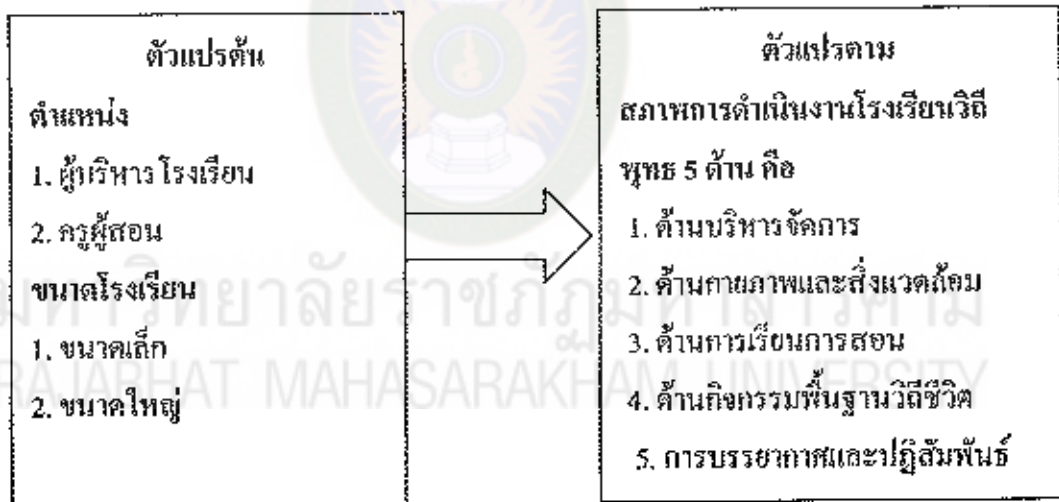 ตัวแปรต้น
ตำแหน่ง
1. ผู้บริหารโรงเรียน
2. ครูผู้สอน
ขนาดโรงเรียน
1. ขนาดเล็ก
2. ขนาดใหญ่
ตัวแปรตาม
สภาพการดำเนินงานโรงเรียนวิถี
พุทธ 5 ด้าน คือ
1. ด้านบริหารจัดการ
2. ด้านกายภาพและสิ่งแวดล้อม
3. ด้านการเรียนการสอน
4. ด้านกิจกรรมพื้นฐานวิถีชีวิต
5. การบรรยากาศและปฏิสัมพันธ์
มหาวิทยาลัยราชภัฏมหาสารคาม
RAJABHAT MAHASARAKHAM UNIVERSITY